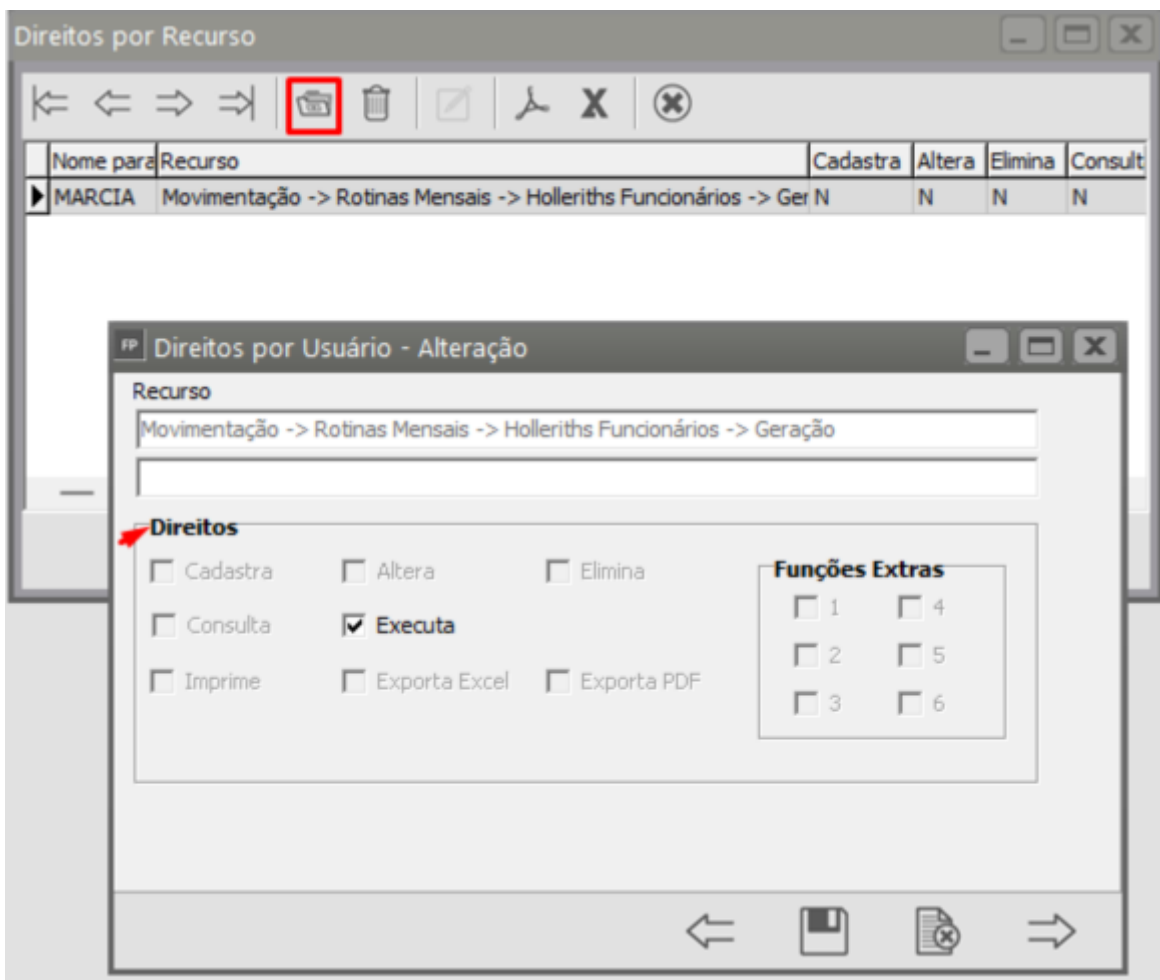 Direitos por Recurso
Nome para Recurso Cadastra Altera Elimina Consult
MARCIA Movimentação -> Rotinas Mensais -> Holleriths Funcionários -> Ger N N N N
FP Direitos por Usuário - Alteração
Recurso
Movimentação -> Rotinas Mensais -> Holleriths Funcionários -> Geração
Direitos
Cadastra Altera Elimina Funções Extras
1 4
Consulta Executa
2 5
Imprime Exporta Excel Exporta PDF
3 6